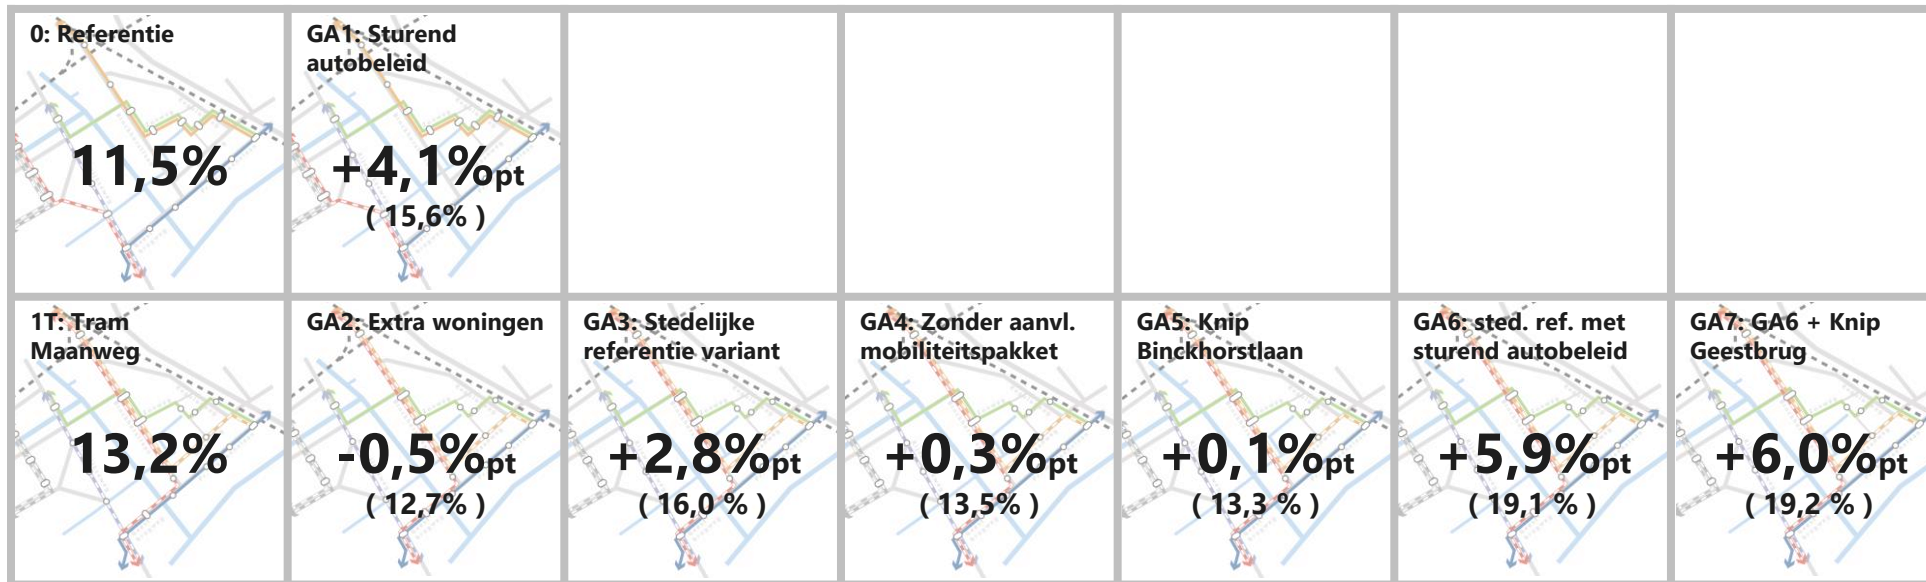 0: Referentie
11,5%
GA1: Sturend
autobeleid
+4,1%pt
( 15,6% )
1T: Tram
Maanweg
13,2%
GA2: Extra woningen
-0,5%pt
( 12,7% )
GA3: Stedelijke
referentie variant
+2,8%pt
( 16,0 % )
GA4: Zonder aanvl.
mobiliteitspakket
+0,3%pt
( 13,5% )
GA5: Knip
Binckhorstlaan
+0,1%pt
( 13,3 % )
GA6: sted. ref. met
sturend autobeleid
+5,9%pt
( 19,1 % )
GA7: GA6 + Knip
Geestbrug
+6,0%pt
( 19,2 % )